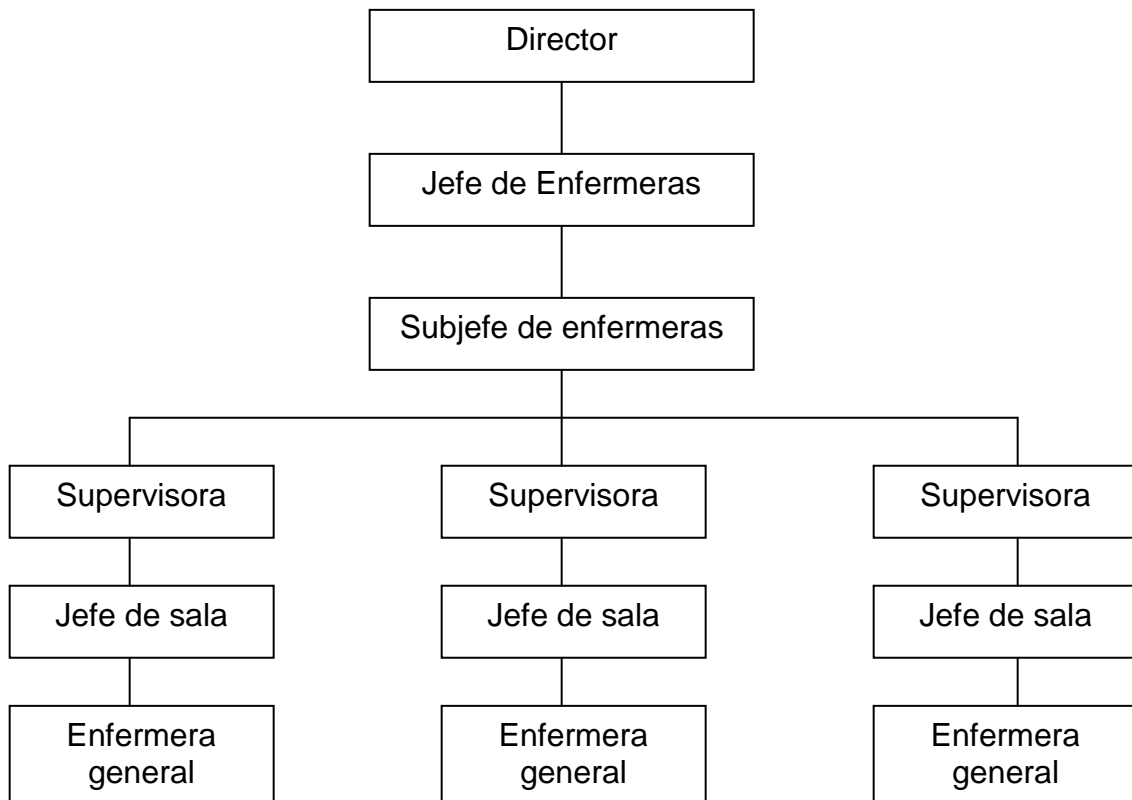 Director
Jefe de Enfermeras
Subjefe de enfermeras
Supervisora
Supervisora
Supervisora
Jefe de sala
Jefe de sala
Jefe de sala
Enfermera
general
Enfermera
general
Enfermera
general